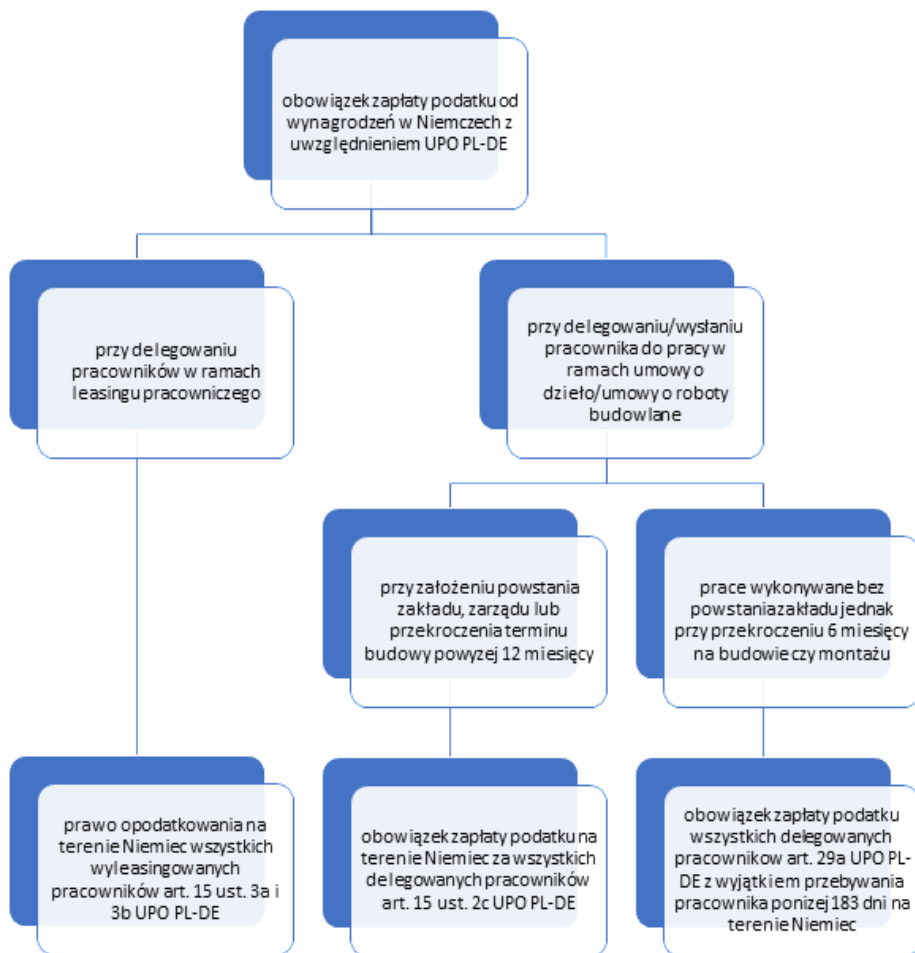 obowiązek zapłaty podatku od
wynagrodzeń w Niemczech z
uwzględnieniem UPO PL-DE
przy delegowaniu
pracowników w ramach
leasingu pracowniczego
przy delegowaniu/wysłaniu
pracownika do pracy w
ramach umowy o
dzieło/umowy o roboty
budowlane
przy założeniu powstania
zakładu, zarządu lub
przekroczenia terminu
budowy powyzej 12 miesięcy
prace wykonywane bez
powstania zakładu jednak
przy przekroczeniu 6 miesięcy
na budowie czy montażu
prawo opodatkowania na
terenie Niemiec wszystkich
wyleasingowanych
pracowników art. 15 ust. 3a i
3b UPO PL-DE
obowiązek zapłaty podatku na
terenie Niemiec za wszystkich
delegowanych pracowników
art. 15 ust. 2c UPO PL-DE
obowiązek zapłaty podatku
wszystkich delegowanych
pracownikow art. 29a UPO PL-
DE z wyjątkiem przebywania
pracownika ponizej 183 dni na
terenie Niemiec